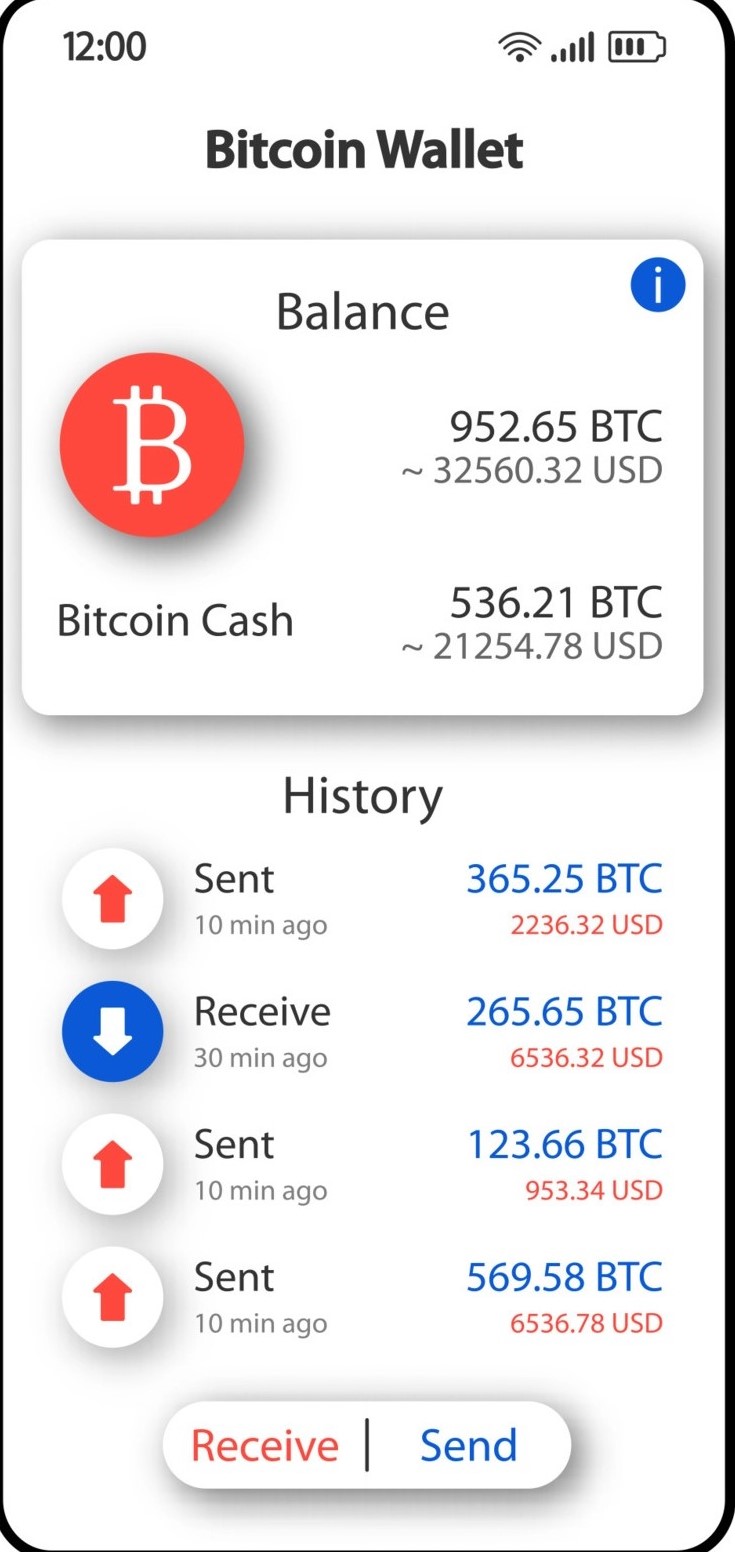 12:00
Bitcoin Wallet
i
Balance
952.65 BTC
~ 32560.32 USD
Bitcoin Cash
536.21 BTC
~ 21254.78 USD
History
Sent
365.25 BTC
10 min ago
2236.32 USD
Receive
265.65 BTC
30 min ago
6536.32 USD
Sent
123.66 BTC
10 min ago
953.34 USD
Sent
569.58 BTC
10 min ago
6536.78 USD
Receive | Send